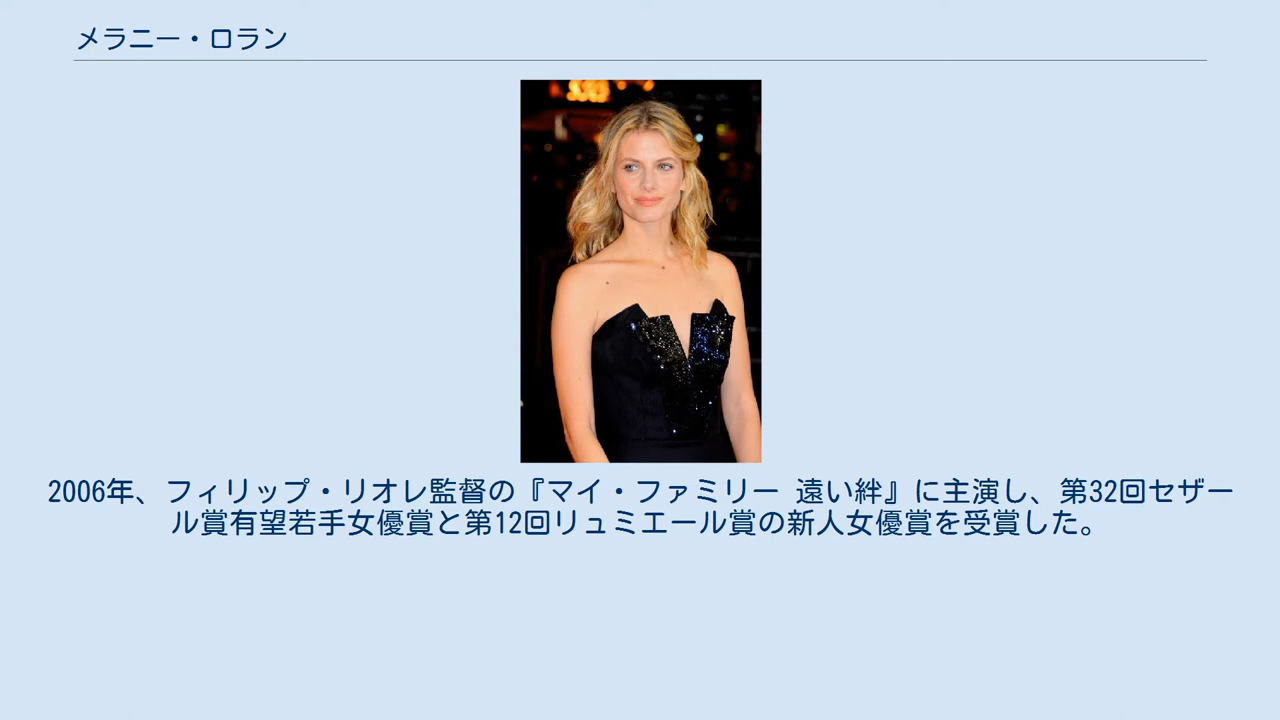 メラニー・ロラン
2006年、フィリップ・リオレ監督の『マイ・ファミリー 遠い絆』に主演し、第32回セザー
ル賞有望若手女優賞と第12回リュミエール賞の新人女優賞を受賞した。